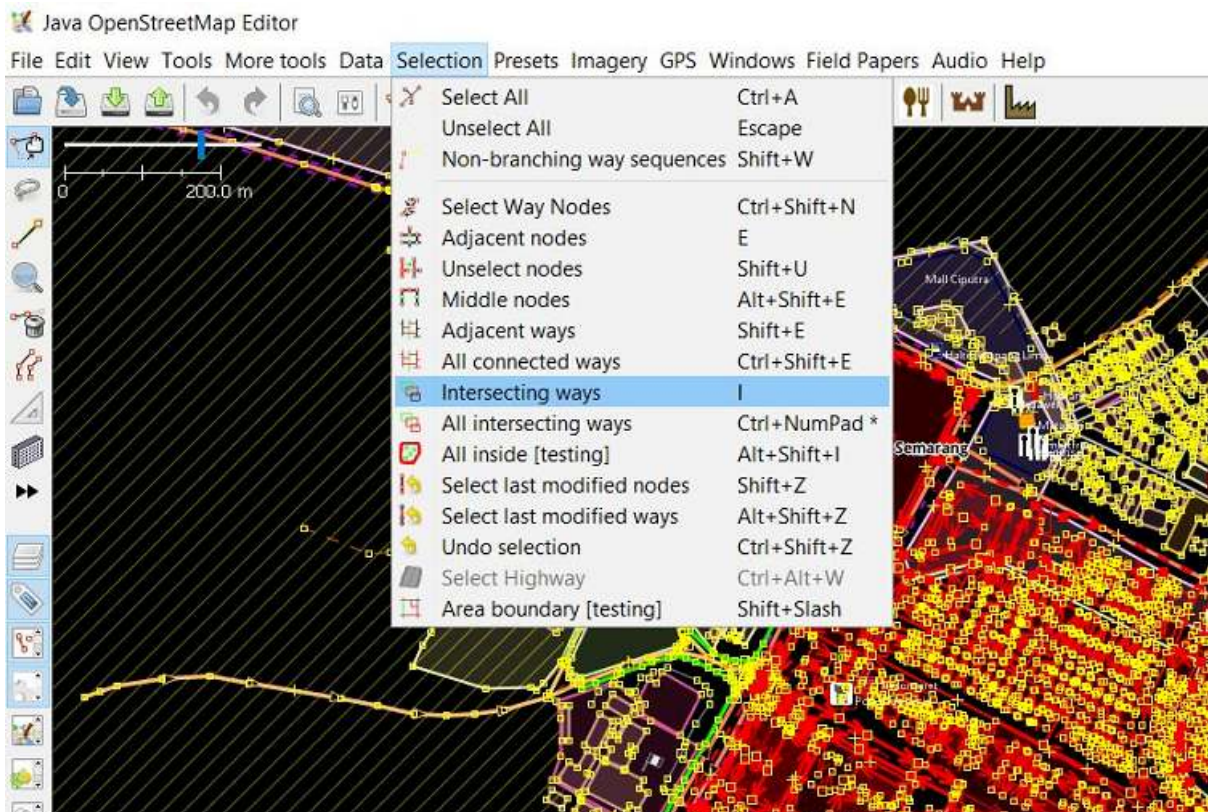 Java OpenStreetMap Editor
File Edit View Tools More tools Data Selection Presets Imagery GPS Windows Field Papers Audio Help
Select All Ctrl+A
Unselect All Escape
Non-branching way sequences Shift+W
0 200.0 m
Select Way Nodes Ctrl+Shift+N
Adjacent nodes E
Unselect nodes Shift+U
Middle nodes Alt+Shift+E
Adjacent ways Shift+E
All connected ways Ctrl+Shift+E
Intersecting ways I
All intersecting ways Ctrl+NumPad *
All inside [testing] Alt+Shift+I
Select last modified nodes Shift+Z
Select last modified ways Alt+Shift+Z
Undo selection Ctrl+Shift+Z
Select Highway Ctrl+Alt+W
Area boundary [testing] Shift+Slash
Mall Ciputra
Semarang